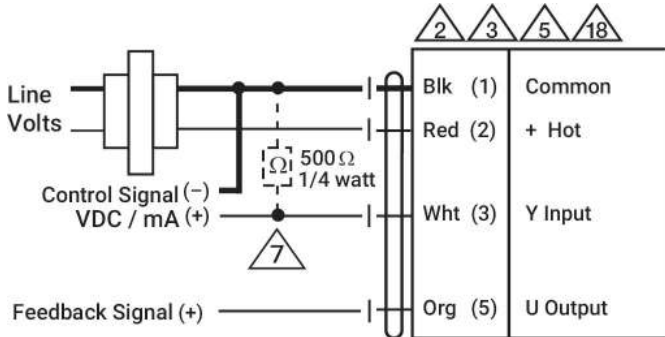 2 3 5 18
Line
Volts
Blk (1) Common
Red (2) + Hot
Ω 500 Ω
1/4 watt
Control Signal (−)
VDC / mA (+)
Wht (3) Y Input
7
Feedback Signal (+)
Org (5) U Output